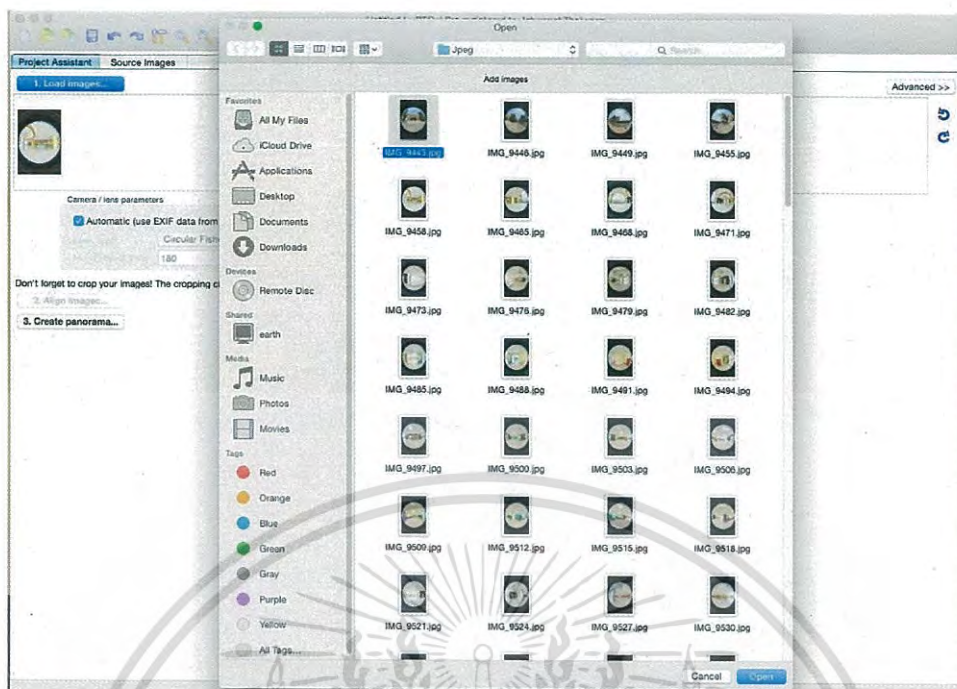 Open
Jpeg
Search
Project Assistant
Source Images
1. Load images...
Advanced >>
Add images
Favorites
All My Files
iCloud Drive
Applications
Desktop
Documents
Downloads
Devices
Remote Disc
Shared
earth
Media
Music
Photos
Movies
Tags
Red
Orange
Blue
Green
Gray
Purple
Yellow
All Tags...
Camera / lens parameters
Automatic (use EXIF data from
Circular Fish
180
Don't forget to crop your images! The cropping c
2. Align images...
3. Create panorama...
IMG_9446.jpg IMG_9449.jpg IMG_9455.jpg
IMG_9458.jpg IMG_9465.jpg IMG_9468.jpg IMG_9471.jpg
IMG_9473.jpg IMG_9476.jpg IMG_9479.jpg IMG_9482.jpg
IMG_9485.jpg IMG_9488.jpg IMG_9491.jpg IMG_9494.jpg
IMG_9497.jpg IMG_9500.jpg IMG_9503.jpg IMG_9506.jpg
IMG_9509.jpg IMG_9512.jpg IMG_9515.jpg IMG_9518.jpg
IMG_9521.jpg IMG_9524.jpg IMG_9527.jpg IMG_9530.jpg
Cancel
Open